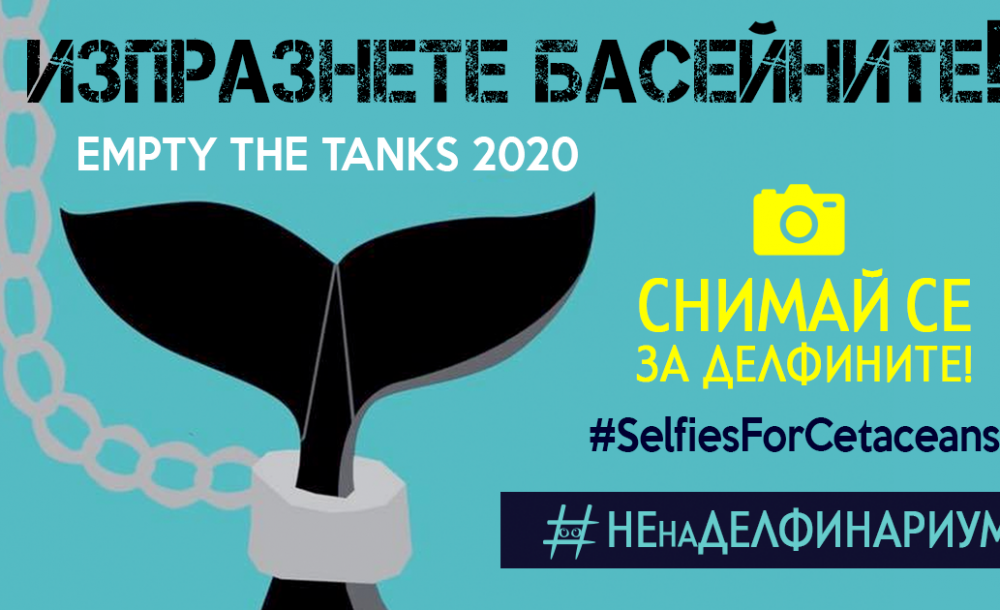 ИЗПРАЗНЕТЕ БАСЕЙНИТЕ!
EMPTY THE TANKS 2020
СНИМАЙ СЕ
ЗА ДЕЛФИНИТЕ!
#SelfiesForCetaceans
#НЕнаДЕЛФИНАРИУМ